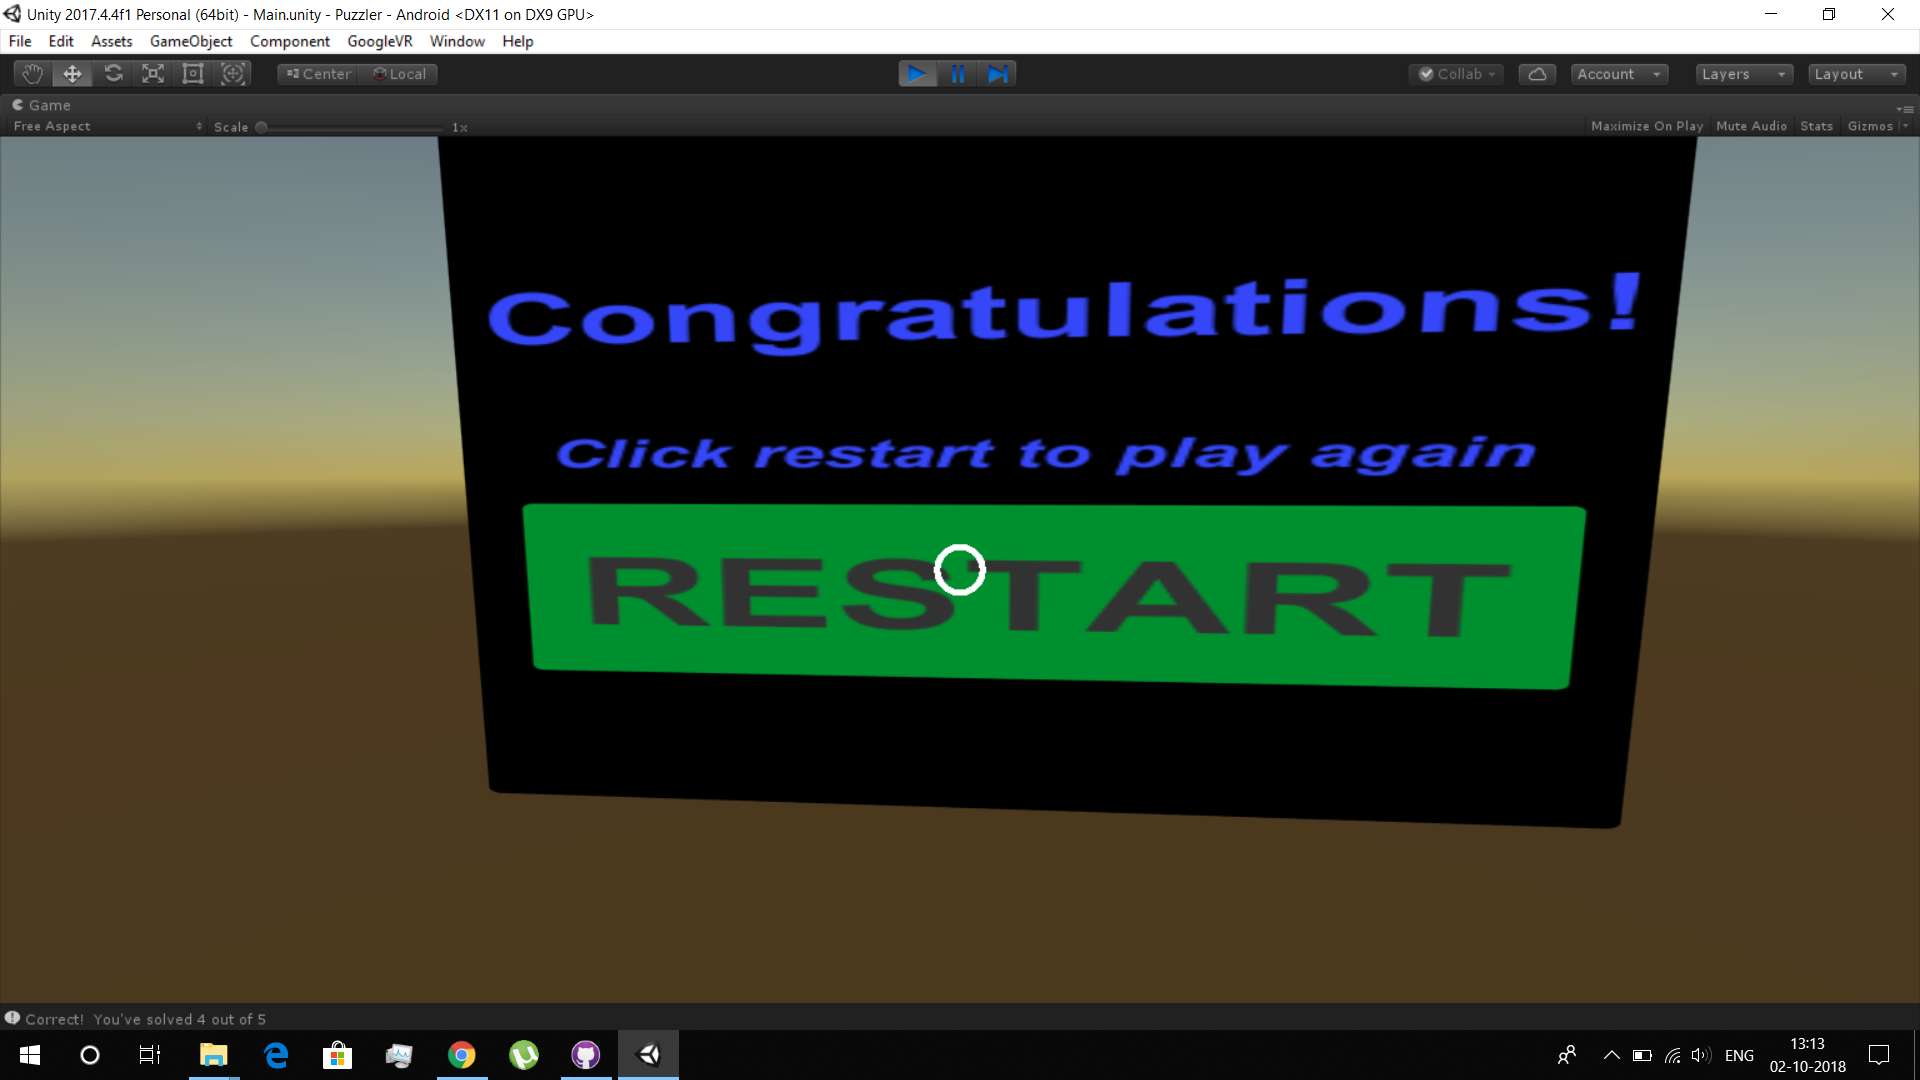 Unity 2017.4.4f1 Personal (64bit) - Main.unity - Puzzler - Android <DX11 on DX9 GPU>
File Edit Assets GameObject Component GoogleVR Window Help
Center Local Collab Account Layers Layout
Game
Free Aspect Scale 1x Maximize On Play Mute Audio Stats Gizmos
Congratulations!
Click restart to play again
RESTART
Correct! You've solved 4 out of 5
ENG
13:13
02-10-2018